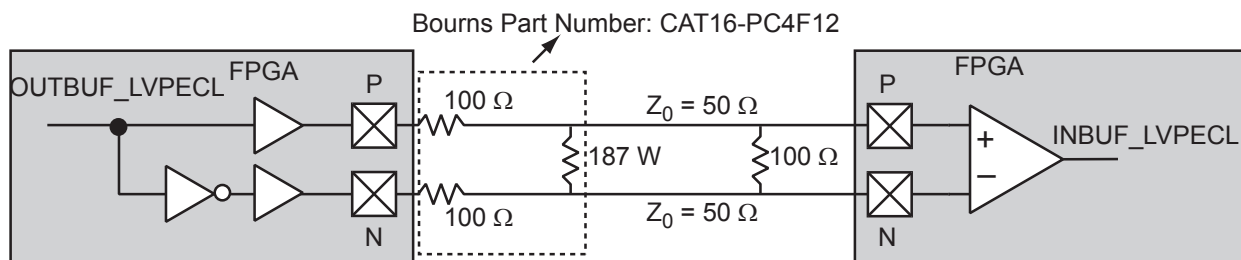 Bourns Part Number: CAT16-PC4F12
OUTBUF_LVPECL
FPGA
P
100 Ω
Z0 = 50 Ω
187 W
100 Ω
100 Ω
Z0 = 50 Ω
N
FPGA
P
+
−
INBUF_LVPECL
N